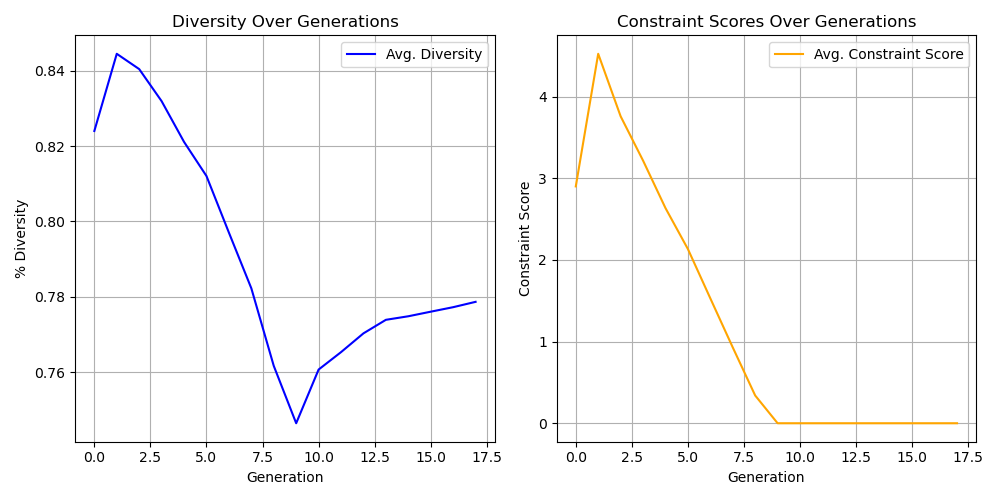 Diversity Over Generations
Avg. Diversity
% Diversity
0.84
0.82
0.80
0.78
0.76
0.0 2.5 5.0 7.5 10.0 12.5 15.0 17.5
Generation
Constraint Scores Over Generations
Avg. Constraint Score
Constraint Score
4
3
2
1
0
0.0 2.5 5.0 7.5 10.0 12.5 15.0 17.5
Generation